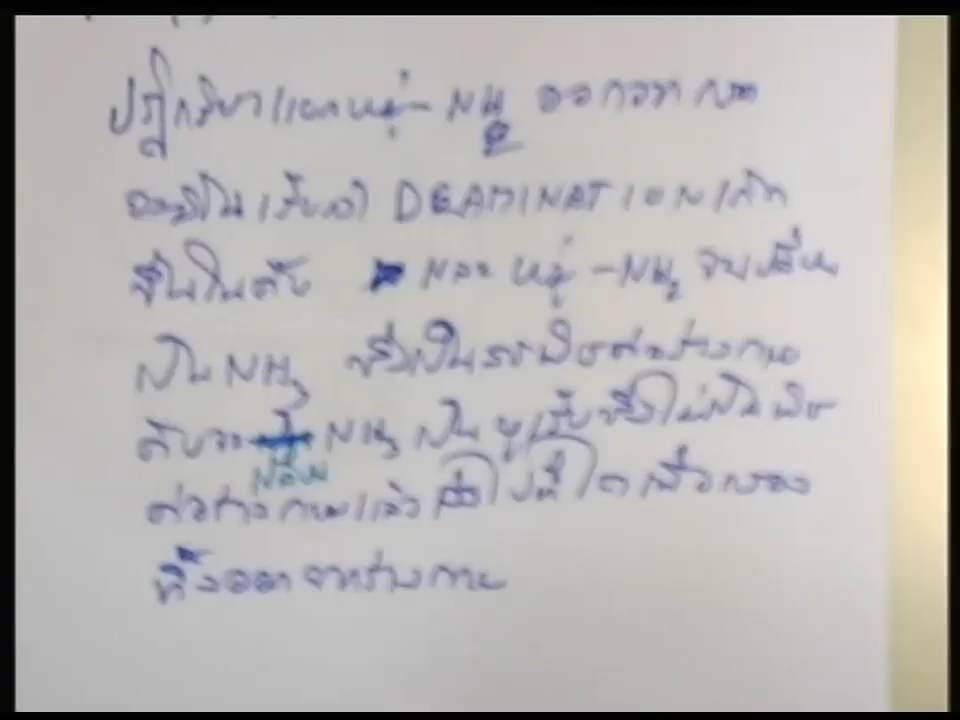 ปฏิกริยาแยกหมู่-NH2 ออกจาก กรด
อะมิโน เรียกว่า DEAMINATION เกิด
ขึ้นในตับ และ หมู่-NH2 จะเปลี่ยน
เป็น NH3 ซึ่งเป็นสารพิษต่อร่างกาย
ตับจะเปลี่ยน NH3 เป็น ยูเรียซึ่งไม่เป็นพิษ
ต่อร่างกายแล้ว ส่งไปที่ไตเพื่อกรอง
ทิ้งออก จากร่างกาย